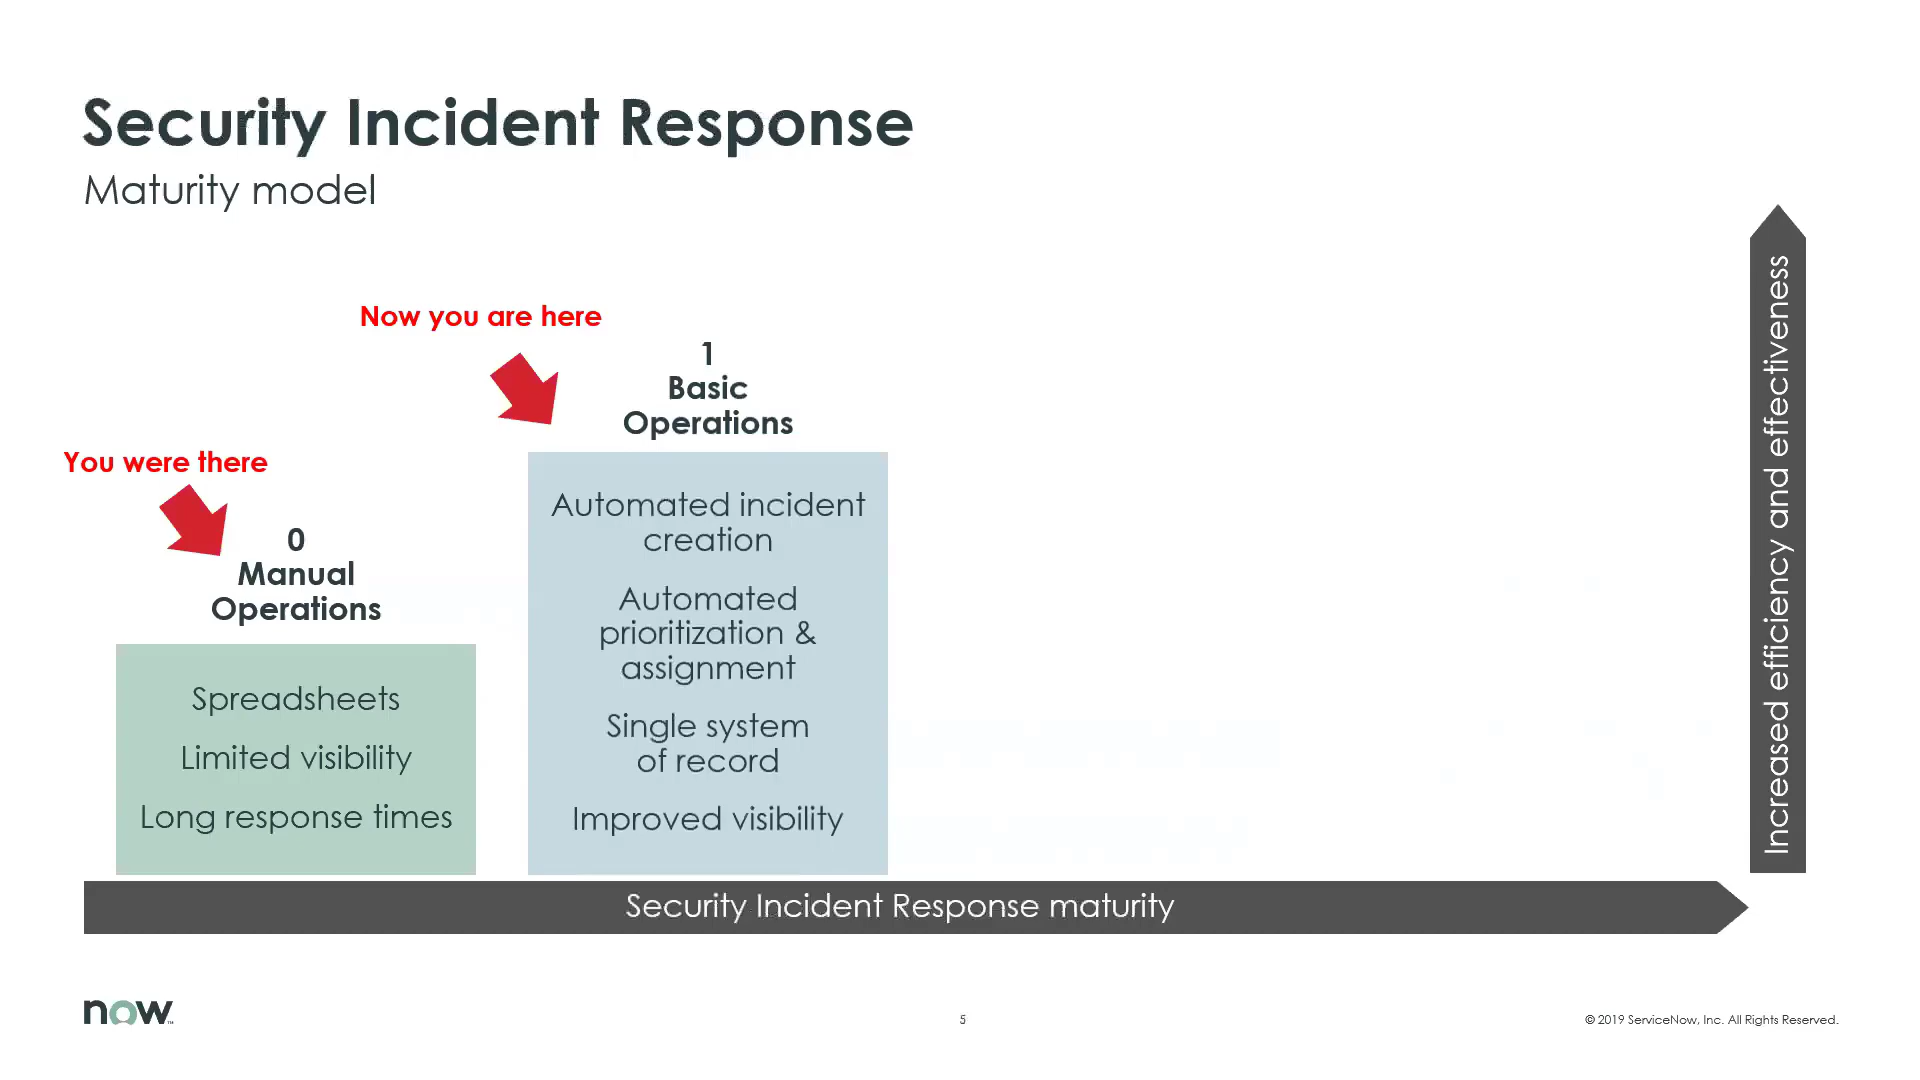 Security Incident Response
Maturity model
Now you are here
1
Basic
Operations
You were there
0
Manual
Operations
Automated incident
creation
Automated
prioritization &
assignment
Single system
of record
Improved visibility
Spreadsheets
Limited visibility
Long response times
Increased efficiency and effectiveness
Security Incident Response maturity
now™
5
© 2019 ServiceNow, Inc. All Rights Reserved.